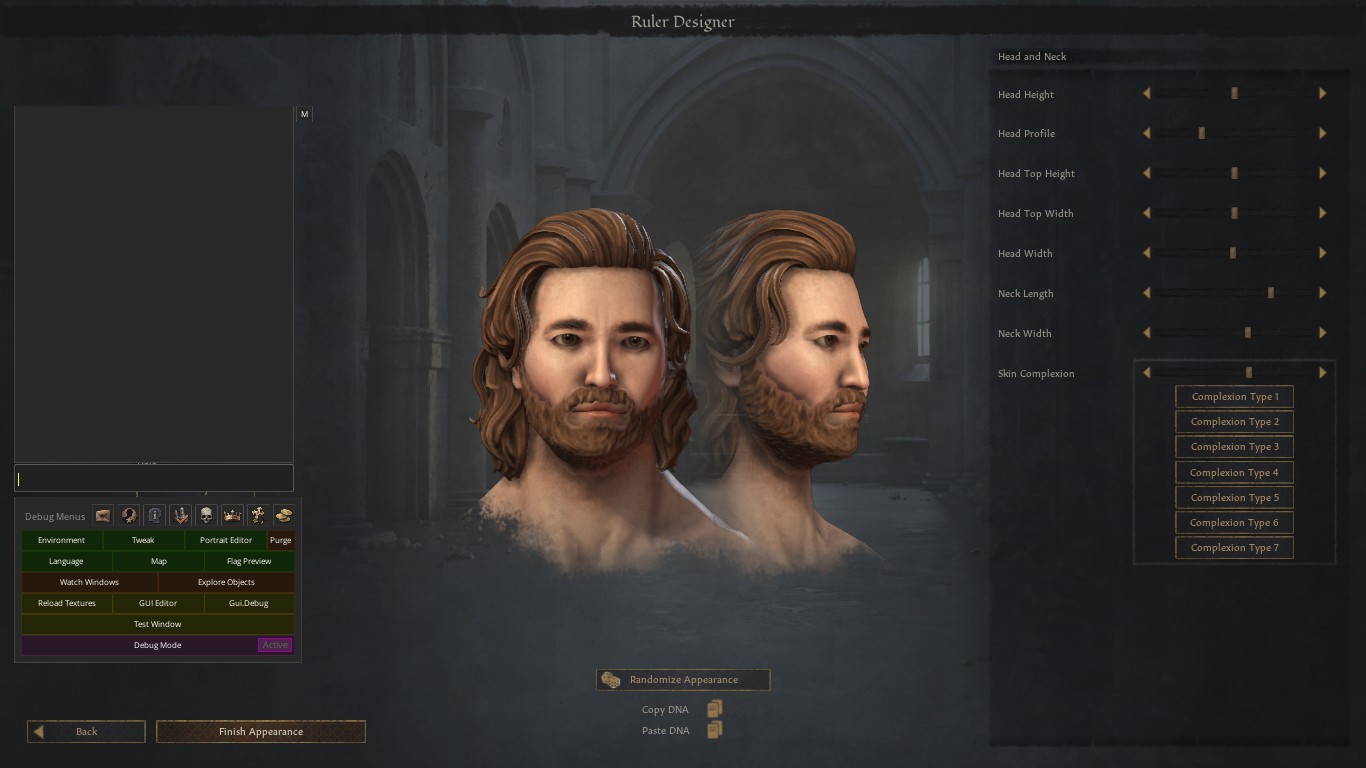 Ruler Designer
Head and Neck
M
Head Height
Head Profile
Head Top Height
Head Top Width
Head Width
Neck Length
Neck Width
Skin Complexion
Complexion Type 1
Complexion Type 2
Complexion Type 3
Complexion Type 4
Complexion Type 5
Complexion Type 6
Complexion Type 7
Debug Menus
Environment Tweak Portrait Editor Purge
Language Map Flag Preview
Watch Windows Explore Objects
Reload Textures GUI Editor Gui.Debug
Test Window
Debug Mode Active
Randomize Appearance
Copy DNA
Paste DNA
Back Finish Appearance